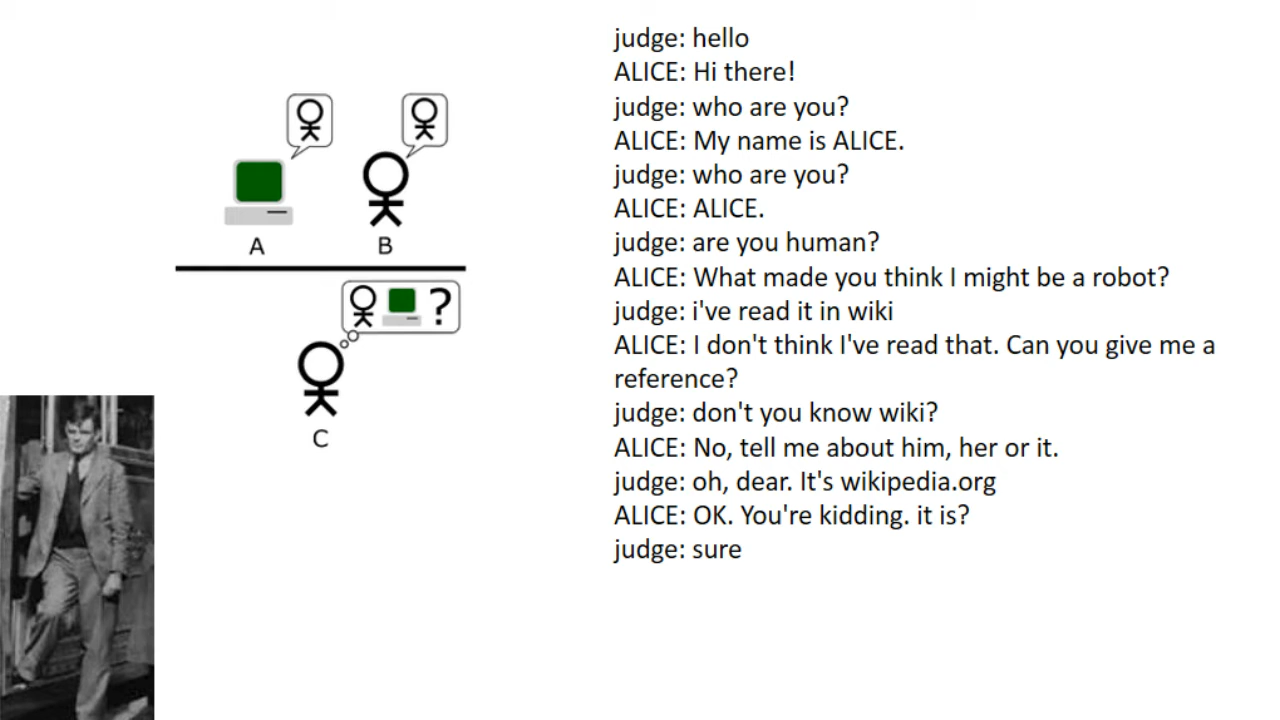 A
B
?
C
judge: hello
ALICE: Hi there!
judge: who are you?
ALICE: My name is ALICE.
judge: who are you?
ALICE: ALICE.
judge: are you human?
ALICE: What made you think I might be a robot?
judge: i've read it in wiki
ALICE: I don't think I've read that. Can you give me a
reference?
judge: don't you know wiki?
ALICE: No, tell me about him, her or it.
judge: oh, dear. It's wikipedia.org
ALICE: OK. You're kidding. it is?
judge: sure